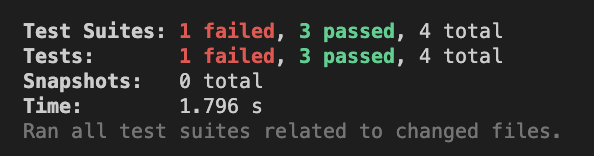 Test Suites: 1 failed, 3 passed, 4 total
Tests:       1 failed, 3 passed, 4 total
Snapshots:   0 total
Time:        1.796 s
Ran all test suites related to changed files.